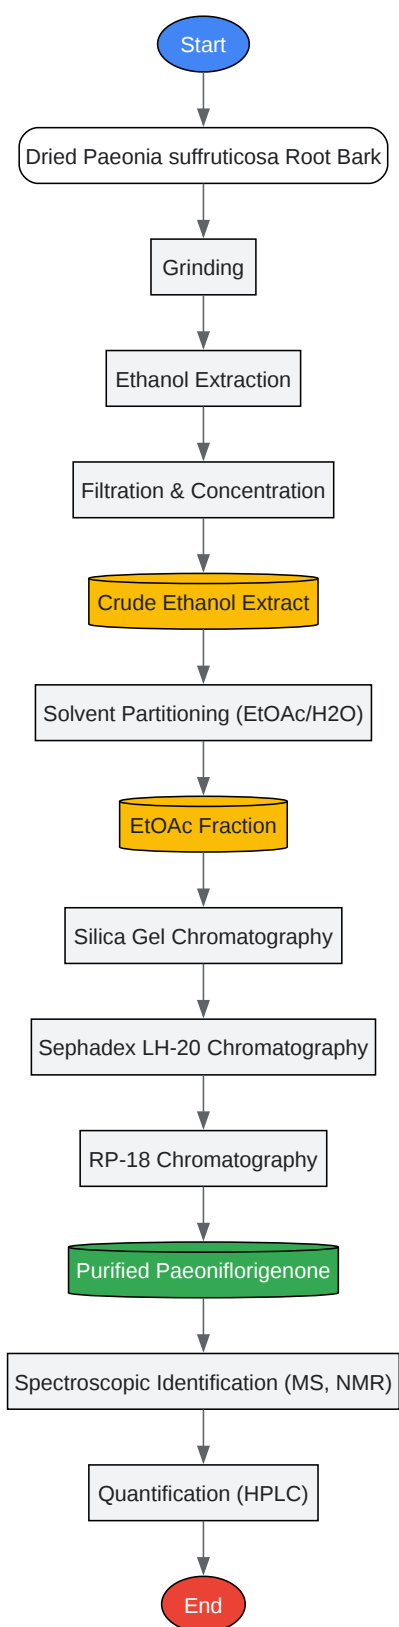 Start
Dried Paeonia suffruticosa Root Bark
Grinding
Ethanol Extraction
Filtration & Concentration
Crude Ethanol Extract
Solvent Partitioning (EtOAc/H2O)
EtOAc Fraction
Silica Gel Chromatography
Sephadex LH-20 Chromatography
RP-18 Chromatography
Purified Paeoniflorigenone
Spectroscopic Identification (MS, NMR)
Quantification (HPLC)
End